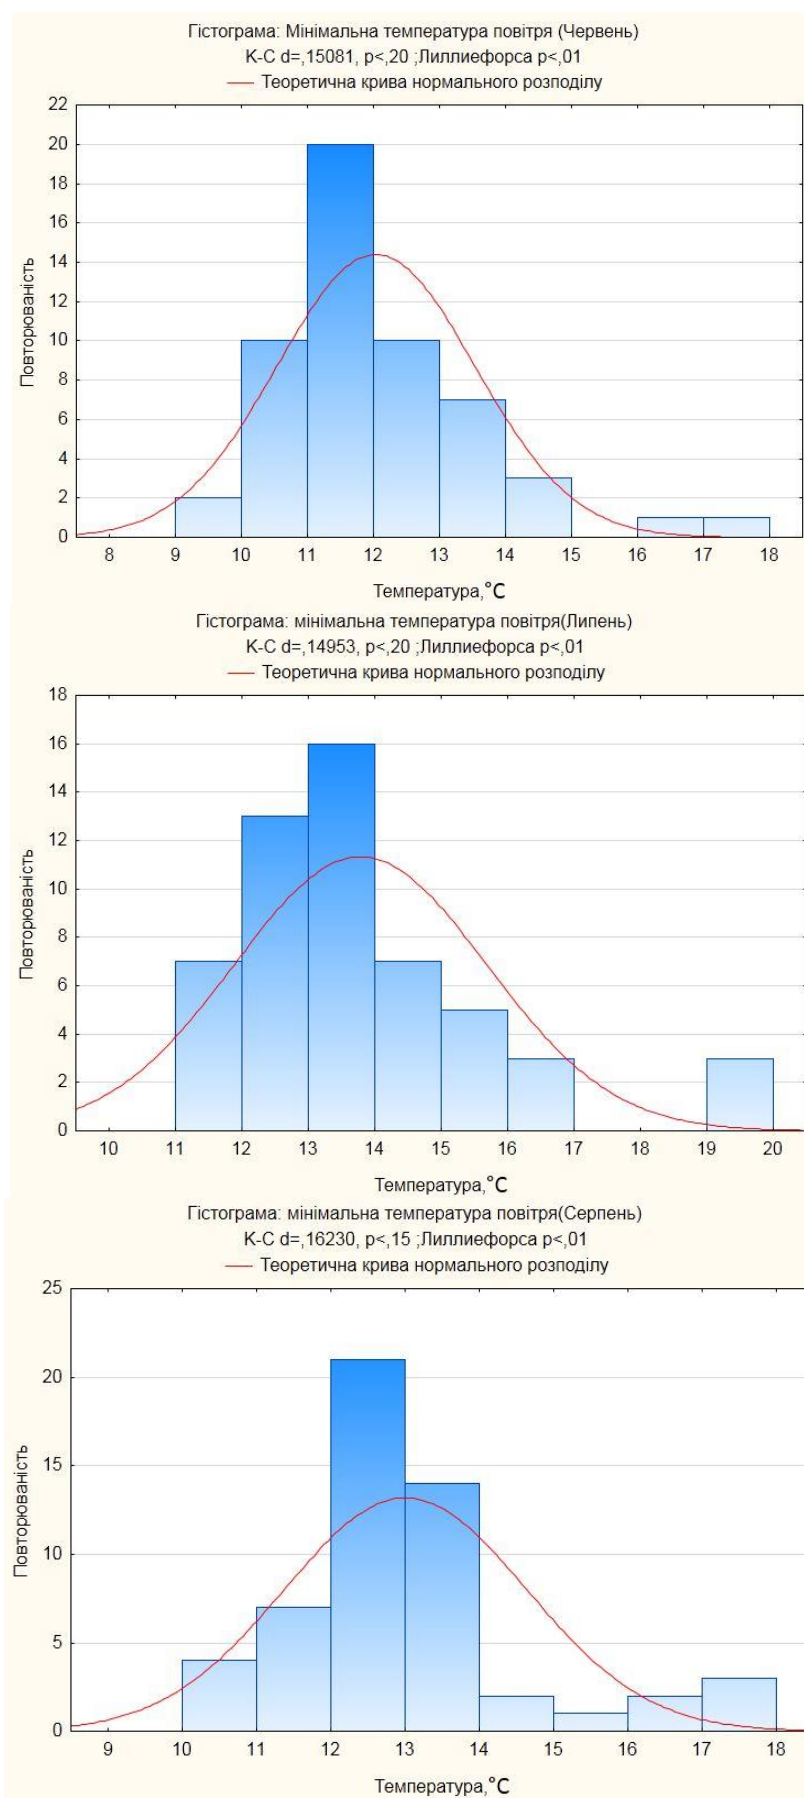 Гістограма: Мінімальна температура повітря (Червень)
К-С d=,15081, p<,20 ;Лиллиефорса p<,01
Теоретична крива нормального розподілу
22
20
18
16
14
12
10
8
6
4
2
0
Повторюваність
8 9 10 11 12 13 14 15 16 17 18
Температура,°C
Гістограма: мінімальна температура повітря(Липень)
К-С d=,14953, p<,20 ;Лиллиефорса p<,01
Теоретична крива нормального розподілу
18
16
14
12
10
8
6
4
2
0
Повторюваність
10 11 12 13 14 15 16 17 18 19 20
Температура,°C
Гістограма: мінімальна температура повітря(Серпень)
К-С d=,16230, p<,15 ;Лиллиефорса p<,01
Теоретична крива нормального розподілу
25
20
15
10
5
0
Повторюваність
9 10 11 12 13 14 15 16 17 18
Температура,°C